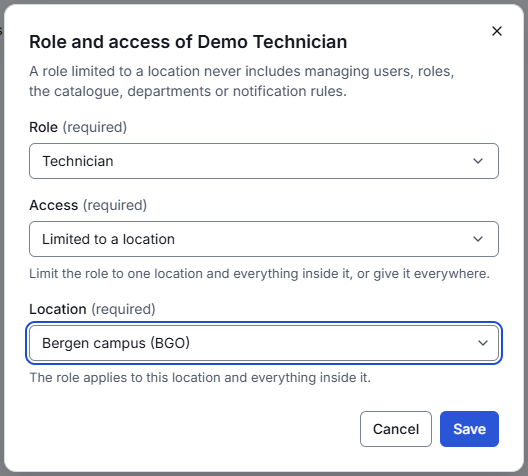 Role and access of Demo Technician
A role limited to a location never includes managing users, roles,
the catalogue, departments or notification rules.
Role (required)
Technician
Access (required)
Limited to a location
Limit the role to one location and everything inside it, or give it everywhere.
Location (required)
Bergen campus (BGO)
The role applies to this location and everything inside it.
Cancel
Save